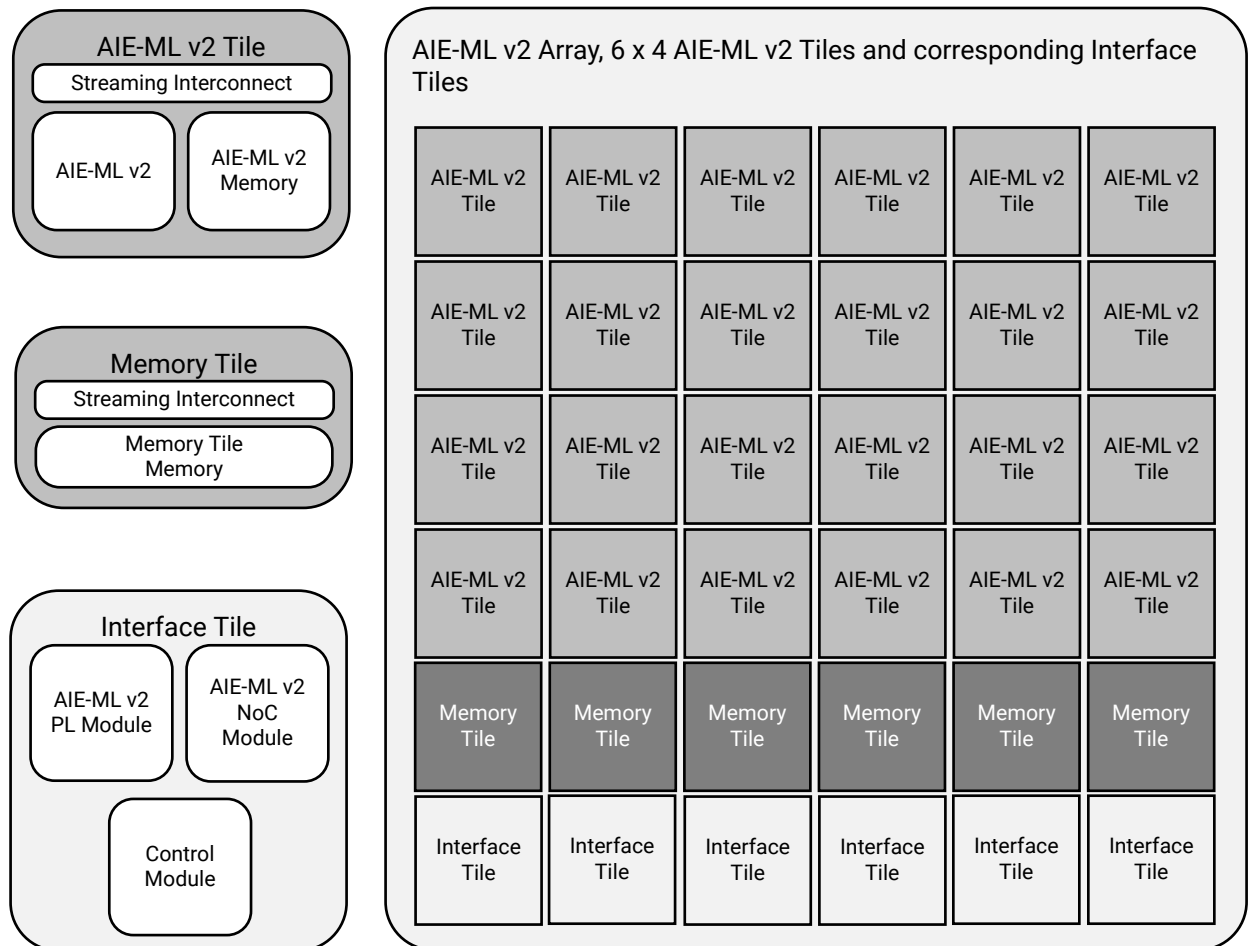 AIE-ML v2 Tile
Streaming Interconnect
AIE-ML v2
AIE-ML v2
Memory
Memory Tile
Streaming Interconnect
Memory Tile
Memory
Interface Tile
AIE-ML v2
PL Module
AIE-ML v2
NoC
Module
Control
Module
AIE-ML v2 Array, 6 x 4 AIE-ML v2 Tiles and corresponding Interface
Tiles
AIE-ML v2 AIE-ML v2 AIE-ML v2 AIE-ML v2 AIE-ML v2 AIE-ML v2
Tile Tile Tile Tile Tile Tile
AIE-ML v2 AIE-ML v2 AIE-ML v2 AIE-ML v2 AIE-ML v2 AIE-ML v2
Tile Tile Tile Tile Tile Tile
AIE-ML v2 AIE-ML v2 AIE-ML v2 AIE-ML v2 AIE-ML v2 AIE-ML v2
Tile Tile Tile Tile Tile Tile
AIE-ML v2 AIE-ML v2 AIE-ML v2 AIE-ML v2 AIE-ML v2 AIE-ML v2
Tile Tile Tile Tile Tile Tile
Memory Memory Memory Memory Memory Memory
Tile Tile Tile Tile Tile Tile
Interface Interface Interface Interface Interface Interface
Tile Tile Tile Tile Tile Tile